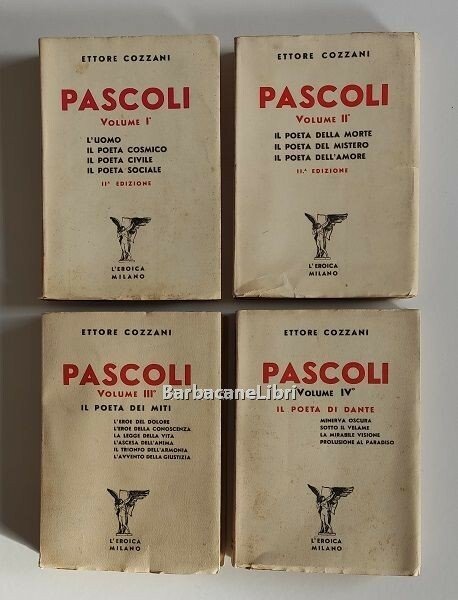 ETTORE COZZANI
PASCOLI
VOLUME I°
L'UOMO
IL POETA COSMICO
IL POETA CIVILE
IL POETA SOCIALE
IIª EDIZIONE
L'EROICA
MILANO
ETTORE COZZANI
PASCOLI
VOLUME II°
IL POETA DELLA MORTE
IL POETA DEL MISTERO
IL POETA DELL'AMORE
II.ª EDIZIONE
L'EROICA
MILANO
ETTORE COZZANI
PASCOLI
VOLUME III°
IL POETA DEI MITI
L'EROE DEL DOLORE
L'EROE DELLA CONOSCENZA
LA LEGGE DELLA VITA
L'ASCESA DELL'ANIMA
IL TRIONFO DELL'ARMONIA
L'AVVENTO DELLA GIUSTIZIA
L'EROICA
MILANO
ETTORE COZZANI
PASCOLI
VOLUME IV°
IL POETA DI DANTE
MINERVA OSCURA
SOTTO IL VELAME
LA MIRABILE VISIONE
PROLUSIONE AL PARADISO
L'EROICA
MILANO
BarbacaneLibri